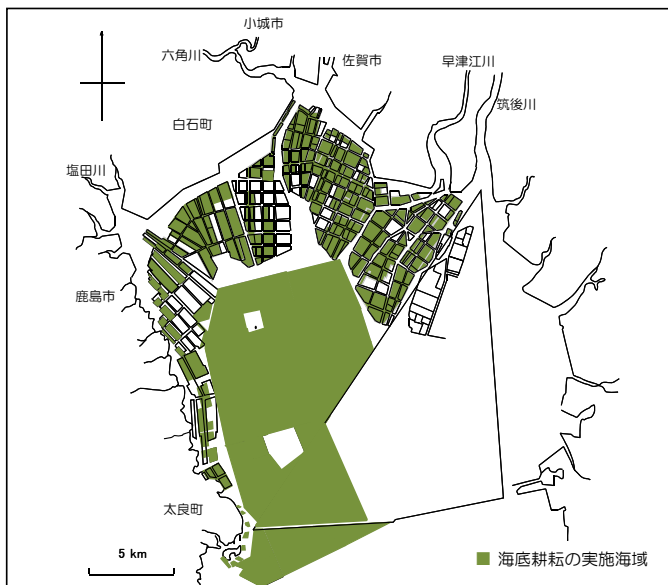 小城市
六角川
佐賀市
早津江川
筑後川
白石町
塩田川
鹿島市
太良町
5 km
海底耕耘の実施海域